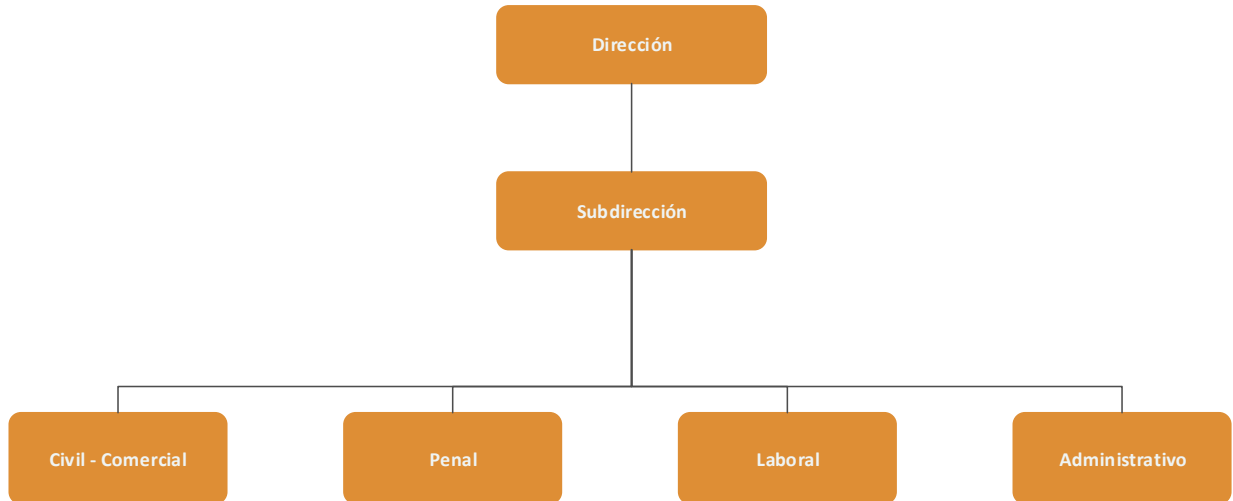 Dirección
Subdirección
Civil - Comercial
Penal
Laboral
Administrativo